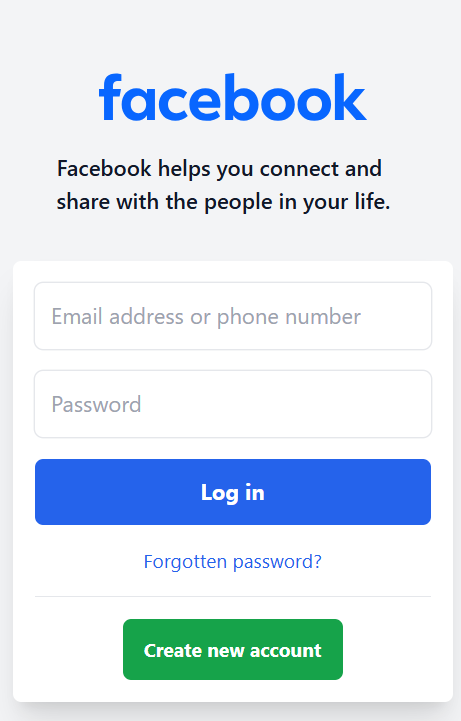 facebook
Facebook helps you connect and
share with the people in your life.
Email address or phone number
Password
Log in
Forgotten password?
Create new account